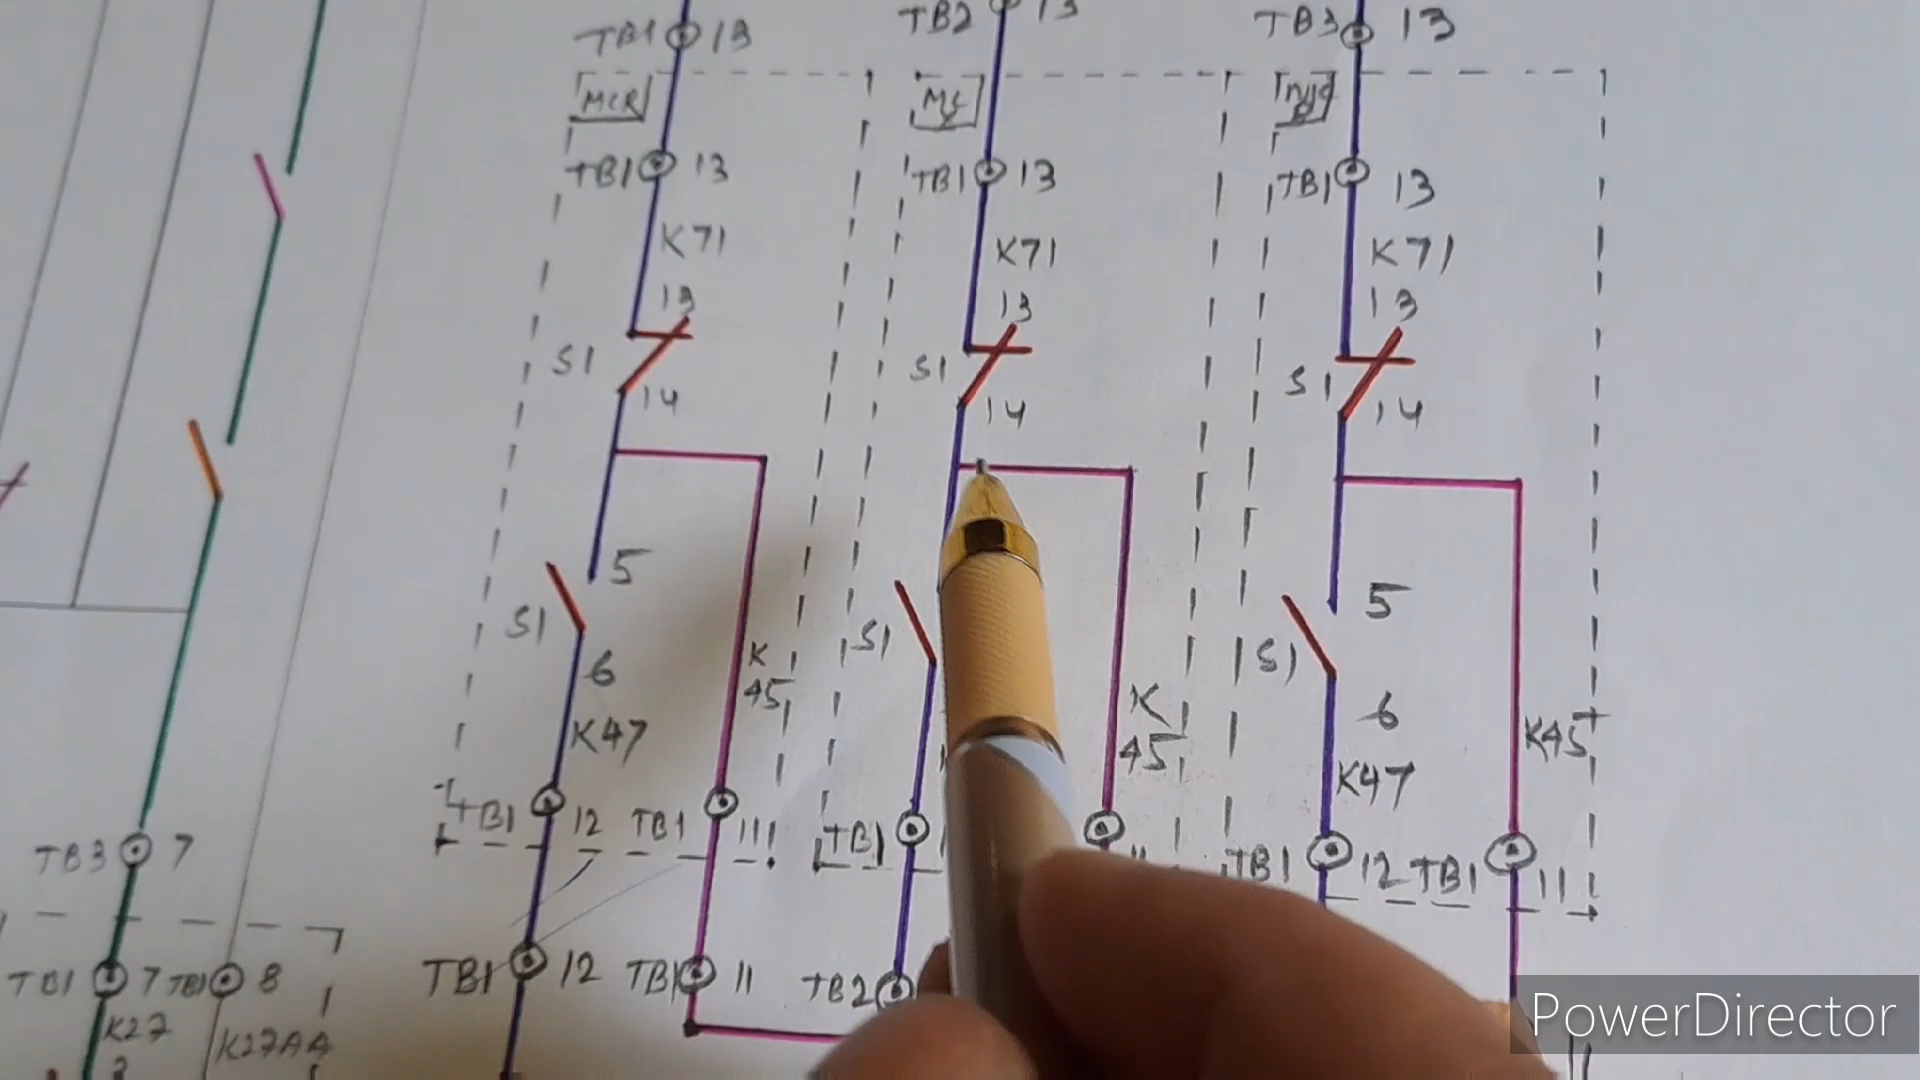 TB1 13 TB2 13 TB3 13
MCR MC
TB1 13 TB1 13 TB1 13
K71 K71 K71
13 13 13
S1 S1 S1
14 14 14
5 5
S1 S1 S1
6 6
K
45
K
45
K45
K47 K47
TB1 12 TB1 11 TB1 11 TB1 12 TB1 11
TB3 7
TB1 12 TB1 11 TB2
TB1 7 TB1 8
K27 K27AA
2
PowerDirector